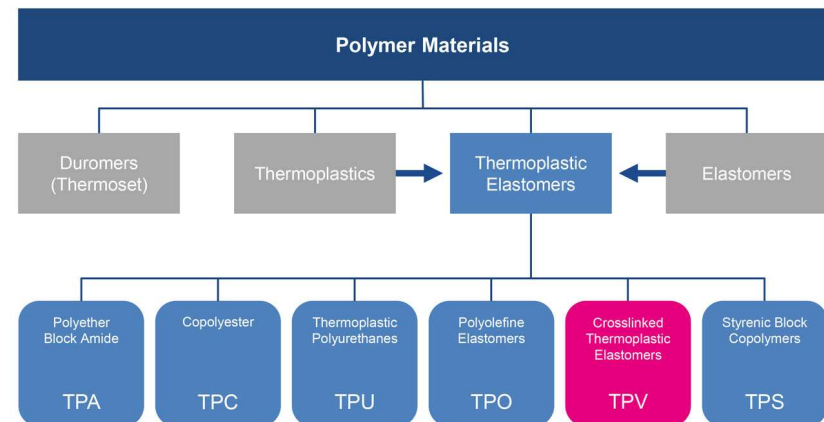 Polymer Materials
Duromers
(Thermoset)
Thermoplastics
Thermoplastic
Elastomers
Elastomers
Polyether
Block Amide
TPA
Copolyester
TPC
Thermoplastic
Polyurethanes
TPU
Polyolefine
Elastomers
TPO
Crosslinked
Thermoplastic
Elastomers
TPV
Styrenic Block
Copolymers
TPS